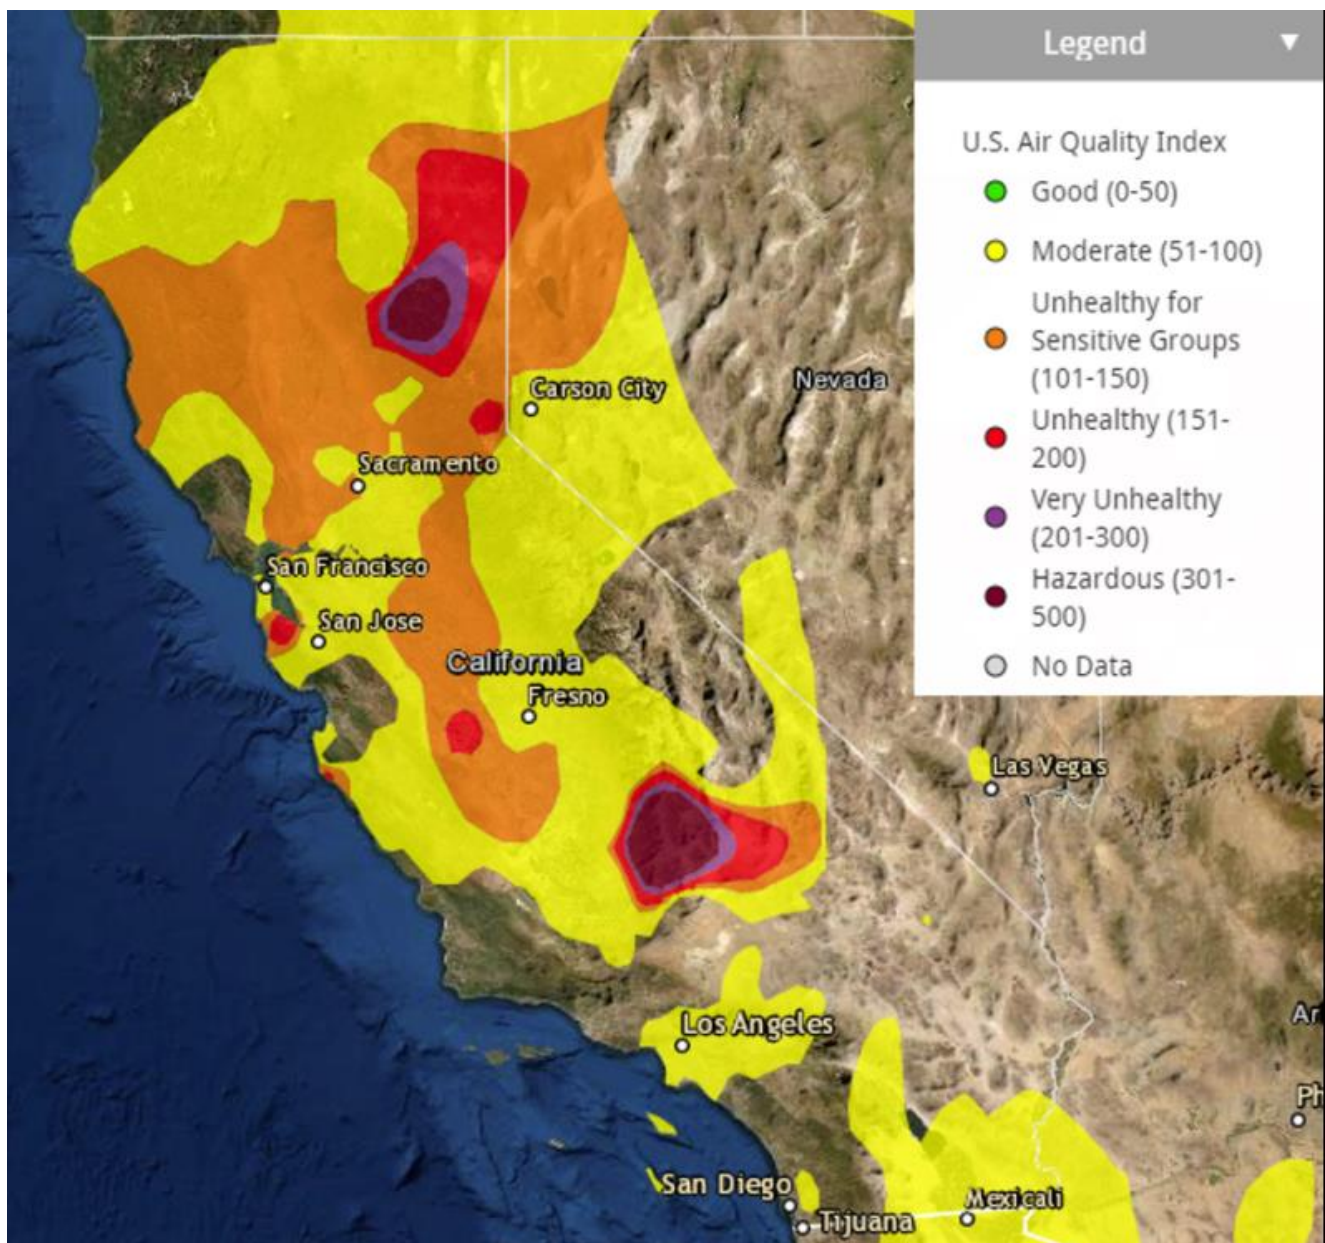 Legend ▼
U.S. Air Quality Index
Good (0-50)
Moderate (51-100)
Unhealthy for
Sensitive Groups
(101-150)
Unhealthy (151-
200)
Very Unhealthy
(201-300)
Hazardous (301-
500)
No Data
Carson City
Nevada
Sacramento
San Francisco
San Jose
California
Fresno
Las Vegas
Los Angeles
Ari
Ph
San Diego
Mexicali
Tijuana